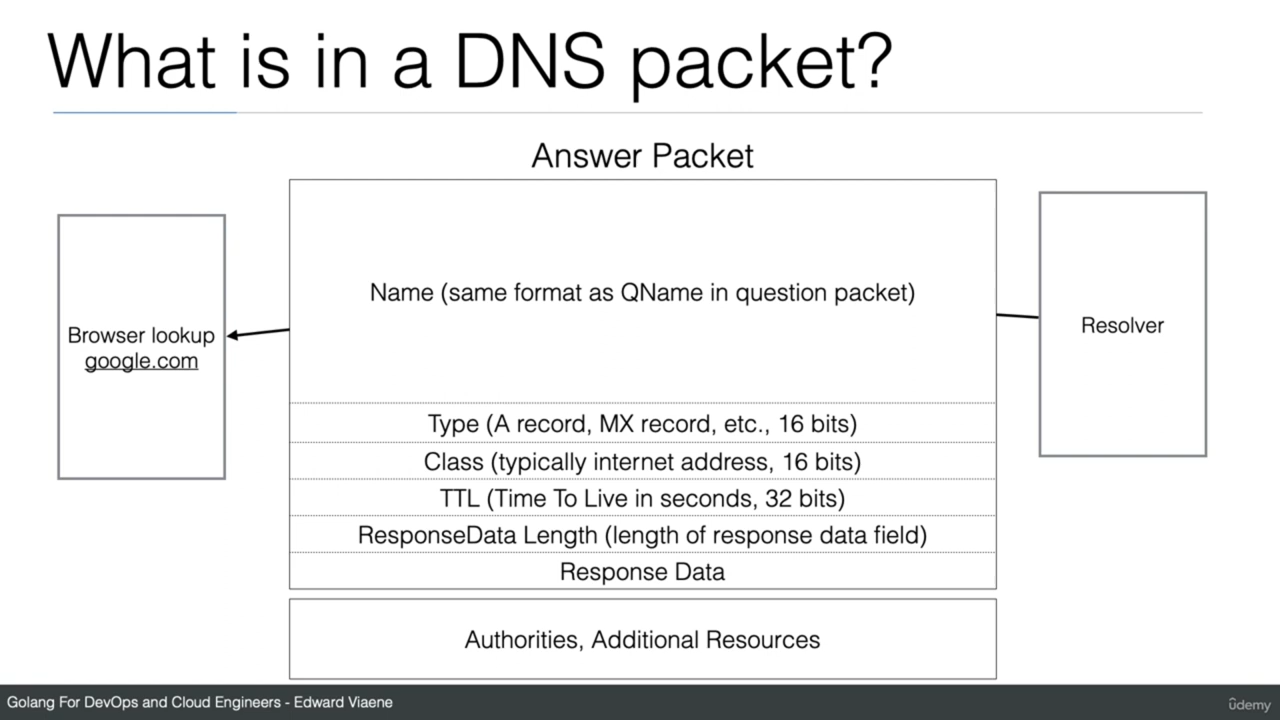 What is in a DNS packet?
Answer Packet
Browser lookup
google.com
Name (same format as QName in question packet)
Type (A record, MX record, etc., 16 bits)
Class (typically internet address, 16 bits)
TTL (Time To Live in seconds, 32 bits)
ResponseData Length (length of response data field)
Response Data
Authorities, Additional Resources
Resolver
Golang For DevOps and Cloud Engineers - Edward Viaene
ûdemy